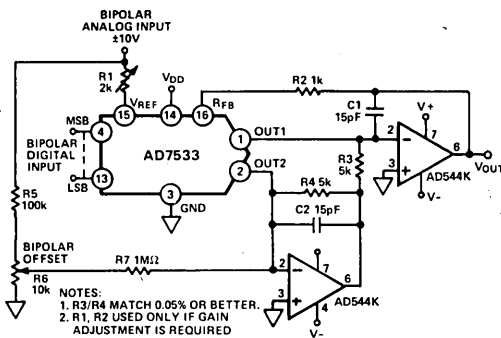 BIPOLAR
ANALOG INPUT
±10V
R1
2k
VDD
R2 1k
VREF
RFB
15
14
16
C1
15pF
V+
MSB
4
1
OUT1
2
7
6
VOUT
BIPOLAR
DIGITAL
INPUT
AD7533
2
OUT2
R3
5k
3
AD544K
R4 5k
V-
LSB
13
3
GND
C2 15pF
R5
100k
BIPOLAR
OFFSET
R7 1MΩ
2
7
6
AD544K
R6
10k
3
4
V-
NOTES:
1. R3/R4 MATCH 0.05% OR BETTER.
2. R1, R2 USED ONLY IF GAIN
ADJUSTMENT IS REQUIRED